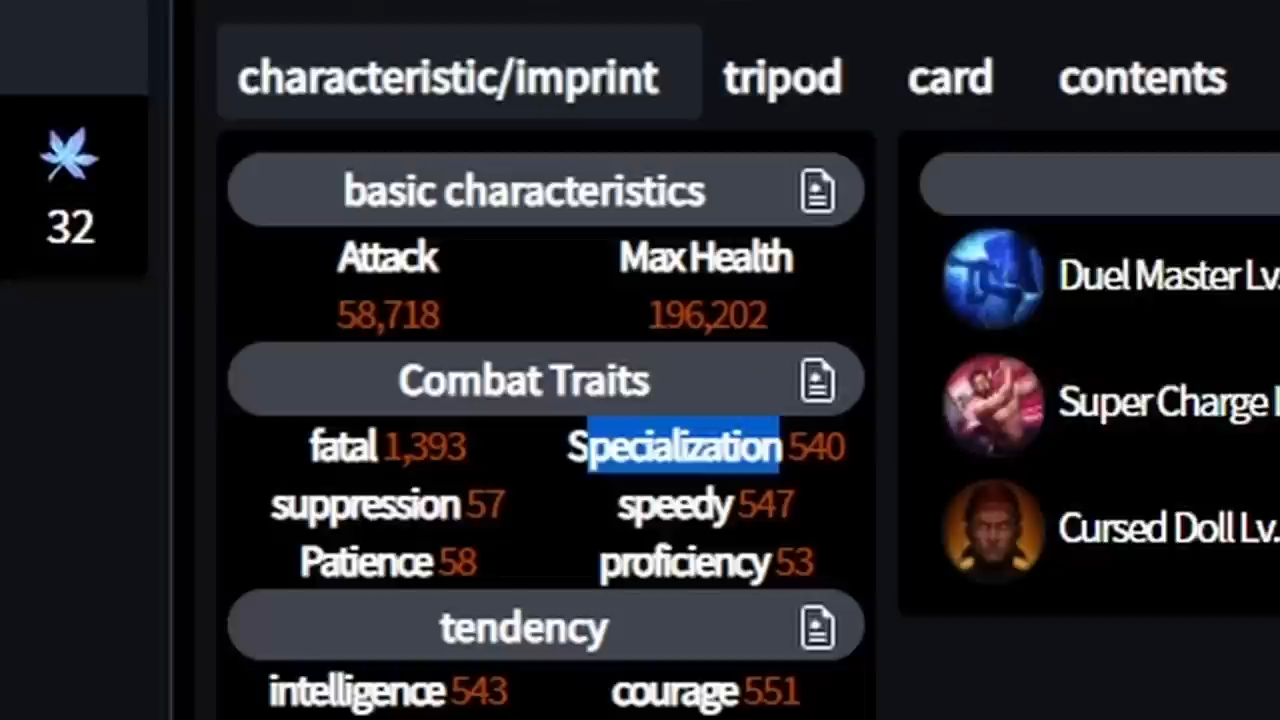 characteristic/imprint tripod card contents
32
basic characteristics
Attack Max Health
58,718 196,202
Combat Traits
fatal 1,393 Specialization 540
suppression 57 speedy 547
Patience 58 proficiency 53
tendency
intelligence 543 courage 551
Duel Master Lv.
Super Charge
Cursed Doll Lv.